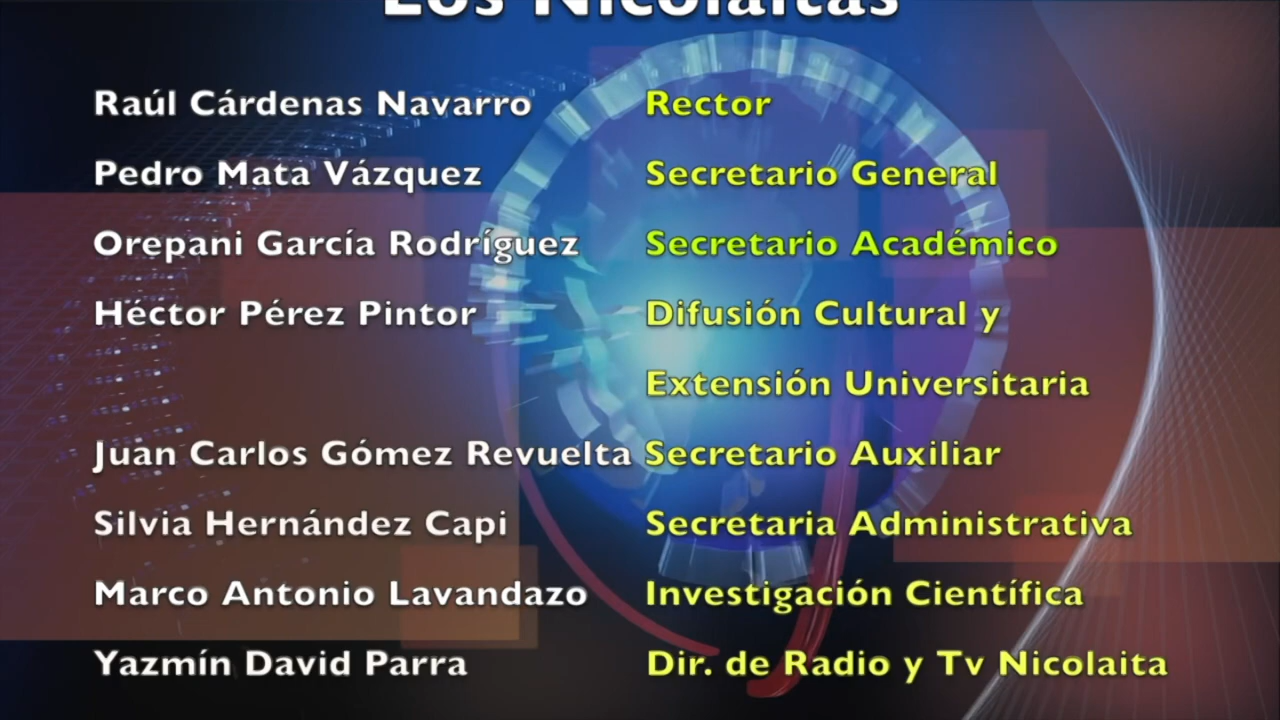 Los Nicolaitas
Raúl Cárdenas Navarro Rector
Pedro Mata Vázquez Secretario General
Orepani García Rodríguez Secretario Académico
Héctor Pérez Pintor Difusión Cultural y
Extensión Universitaria
Juan Carlos Gómez Revuelta Secretario Auxiliar
Silvia Hernández Capi Secretaria Administrativa
Marco Antonio Lavandazo Investigación Científica
Yazmín David Parra Dir. de Radio y Tv Nicolaita